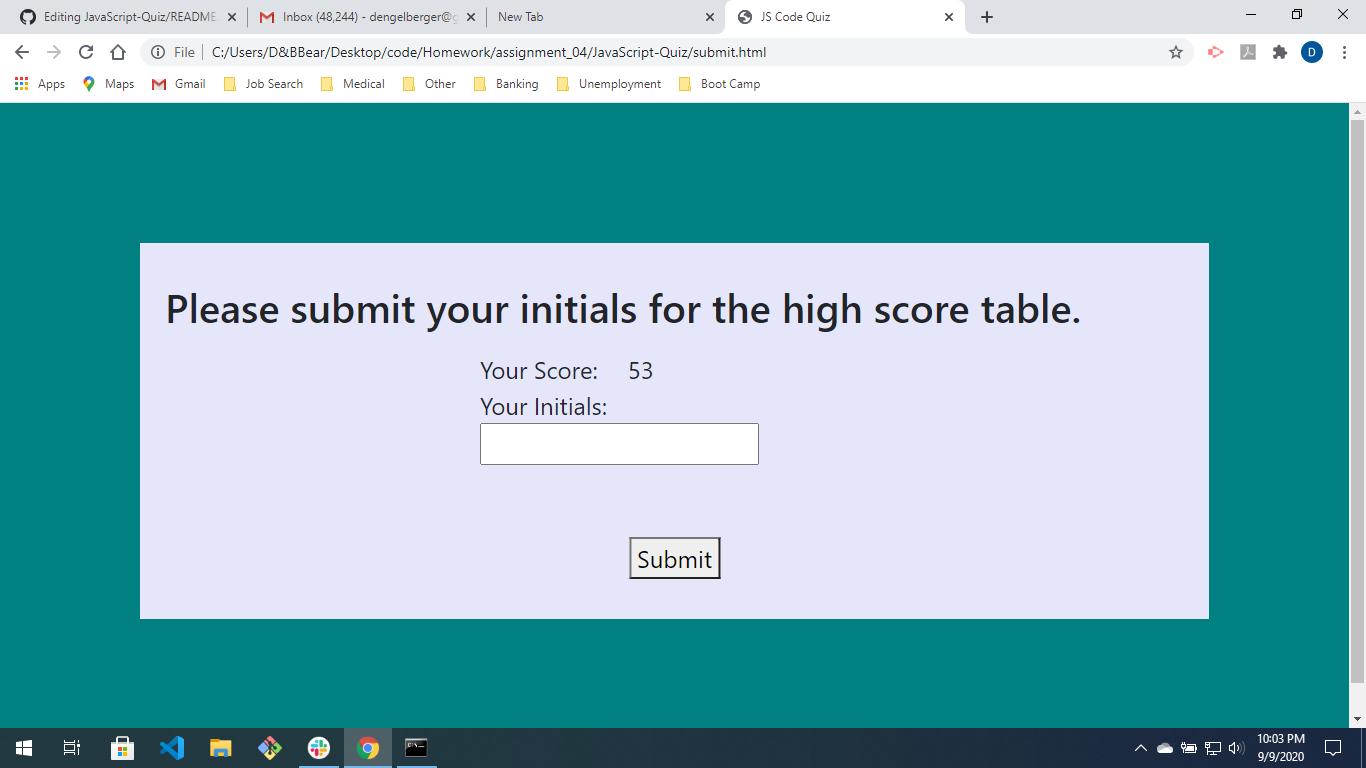 Editing JavaScript-Quiz/README
Inbox (48,244) - dengelberger@g
New Tab
JS Code Quiz
File
C:/Users/D&BBear/Desktop/code/Homework/assignment_04/JavaScript-Quiz/submit.html
D
Apps
Maps
Gmail
Job Search
Medical
Other
Banking
Unemployment
Boot Camp
Please submit your initials for the high score table.
Your Score: 53
Your Initials:
Submit
10:03 PM
9/9/2020